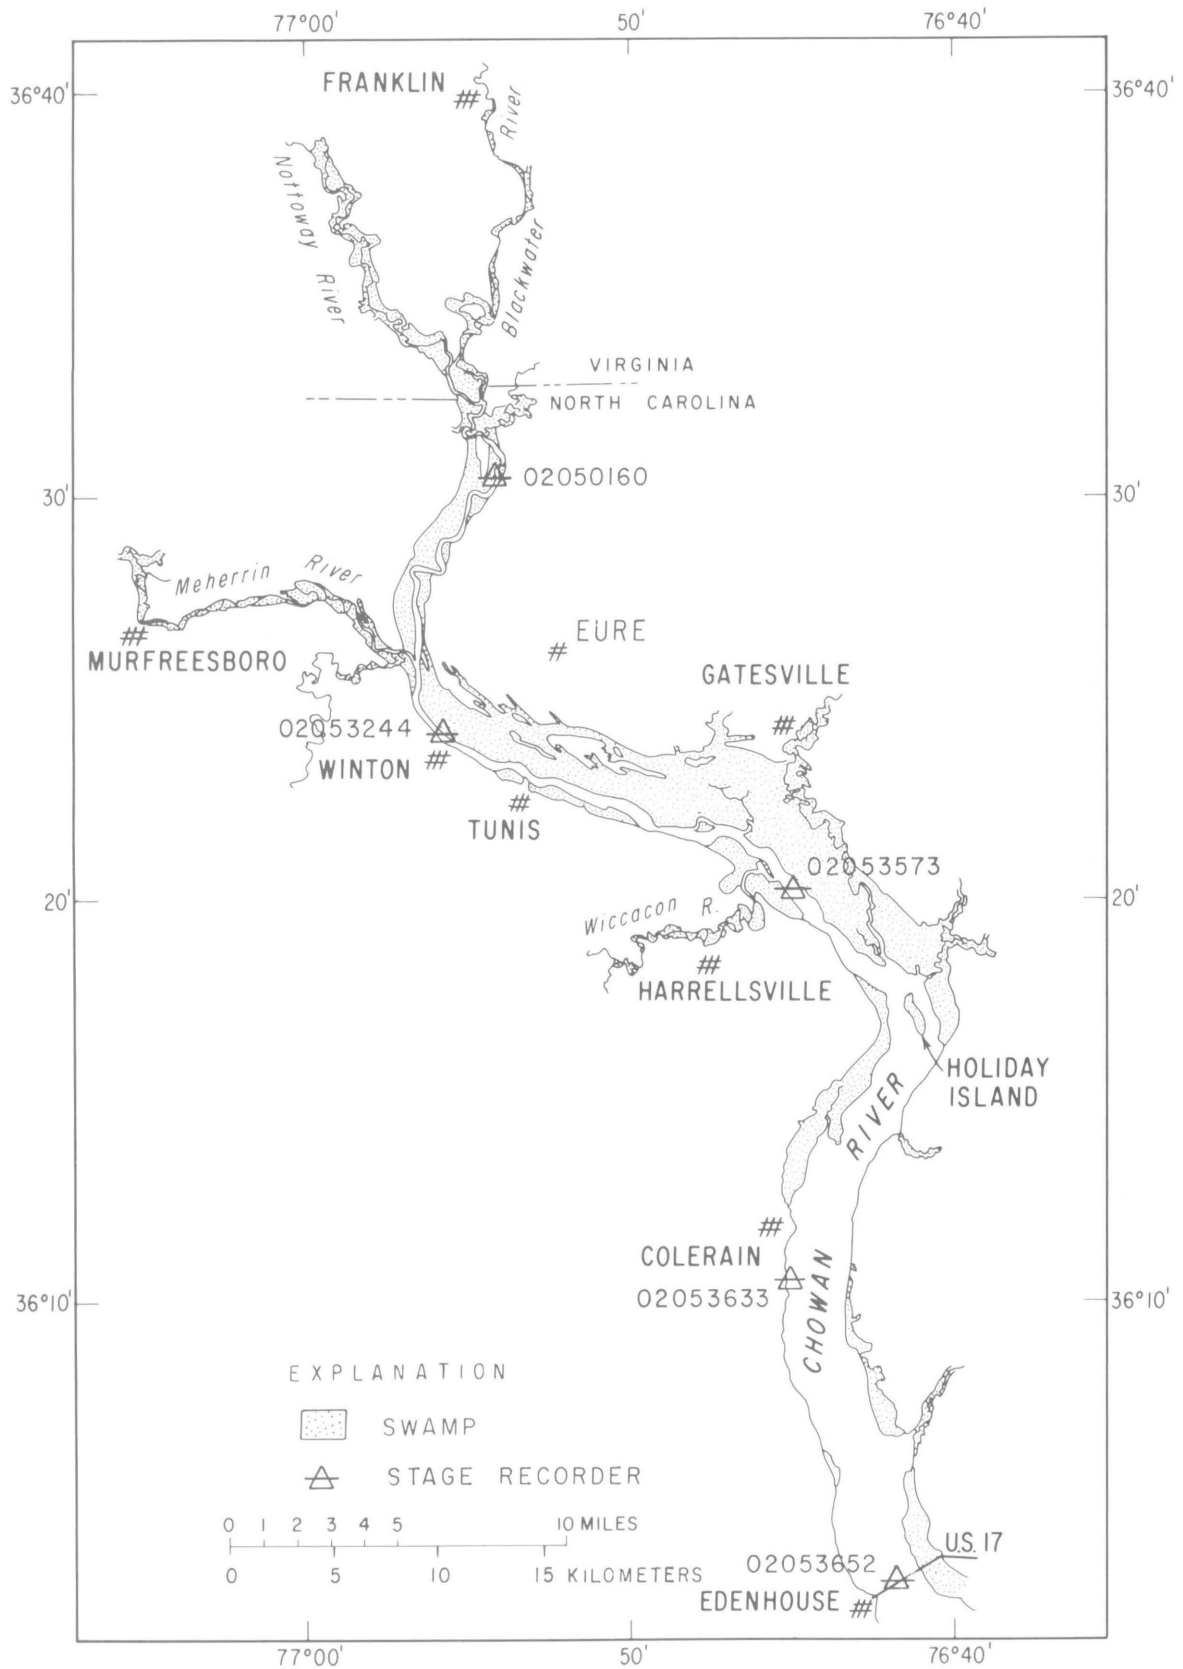 77°00' 50' 76°40'
36°40' 36°40'
FRANKLIN
River
Nottoway
River
Blackwater
VIRGINIA
NORTH CAROLINA
02050160
30' 30'
Meherrin River
EURE
MURFREESBORO
GATESVILLE
02053244
WINTON
TUNIS
02053573
20' 20'
Wiccacon R.
HARRELLSVILLE
HOLIDAY
ISLAND
CHOWAN RIVER
COLERAIN
02053633
36°10' 36°10'
EXPLANATION
SWAMP
STAGE RECORDER
0 1 2 3 4 5 10 MILES
0 5 10 15 KILOMETERS
U.S. 17
02053652
EDENHOUSE
77°00' 50' 76°40'